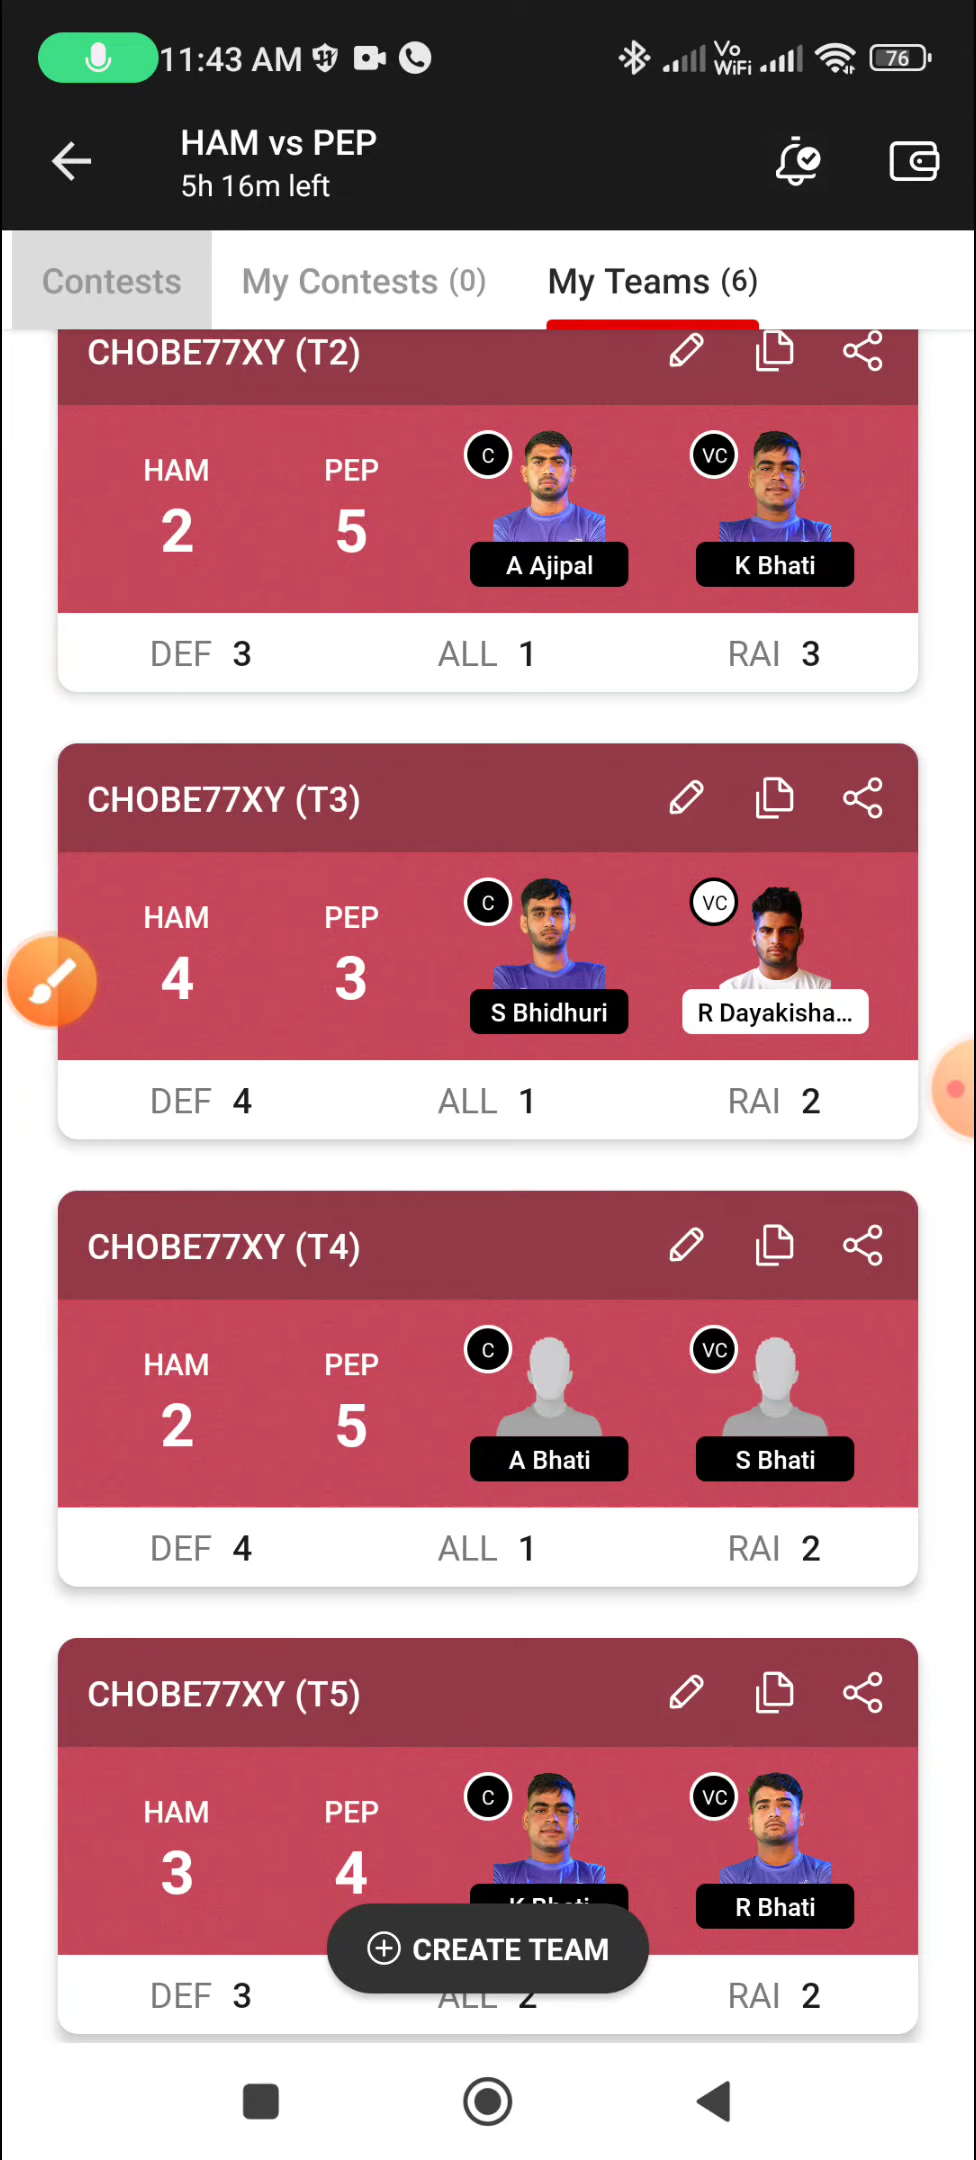 11:43 AM
Vo
WiFi
76
HAM vs PEP
5h 16m left
Contests
My Contests (0)
My Teams (6)
CHOBE77XY (T2)
HAM
2
PEP
5
C
VC
A Ajipal
K Bhati
DEF 3
ALL 1
RAI 3
CHOBE77XY (T3)
HAM
4
PEP
3
C
VC
S Bhidhuri
R Dayakisha...
DEF 4
ALL 1
RAI 2
CHOBE77XY (T4)
HAM
2
PEP
5
C
VC
A Bhati
S Bhati
DEF 4
ALL 1
RAI 2
CHOBE77XY (T5)
HAM
3
PEP
4
C
VC
K Bhati
R Bhati
CREATE TEAM
DEF 3
ALL 2
RAI 2